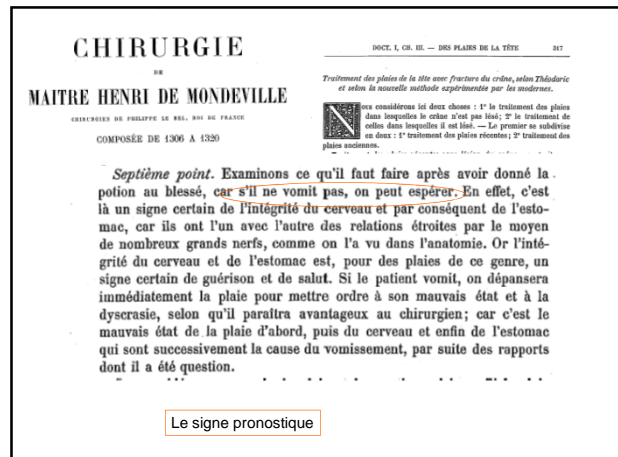 CHIRURGIE
DE
MAITRE HENRI DE MONDEVILLE
CHIRURGIEN DE PHILIPPE LE BEL, ROI DE FRANCE
COMPOSÉE DE 1306 A 1320
DOCT. I, CH. III. — DES PLAIES DE LA TÊTE 317
Traitement des plaies de la tête avec fracture du crâne, selon Théodoric
et selon la nouvelle méthode expérimentée par les modernes.
Nous considérons ici deux choses : 1° le traitement des plaies
dans lesquelles le crâne n'est pas lésé; 2° le traitement de
celles dans lesquelles il est lésé. — Le premier se subdivise
en deux : 1° traitement des plaies récentes; 2° traitement des
plaies anciennes.
Septième point. Examinons ce qu'il faut faire après avoir donné la
potion au blessé, car s'il ne vomit pas, on peut espérer. En effet, c'est
là un signe certain de l'intégrité du cerveau et par conséquent de l'esto-
mac, car ils ont l'un avec l'autre des relations étroites par le moyen
de nombreux grands nerfs, comme on l'a vu dans l'anatomie. Or l'inté-
grité du cerveau et de l'estomac est, pour des plaies de ce genre, un
signe certain de guérison et de salut. Si le patient vomit, on dépansera
immédiatement la plaie pour mettre ordre à son mauvais état et à la
dyscrasie, selon qu'il paraîtra avantageux au chirurgien; car c'est le
mauvais état de la plaie d'abord, puis du cerveau et enfin de l'estomac
qui sont successivement la cause du vomissement, par suite des rapports
dont il a été question.
Le signe pronostique